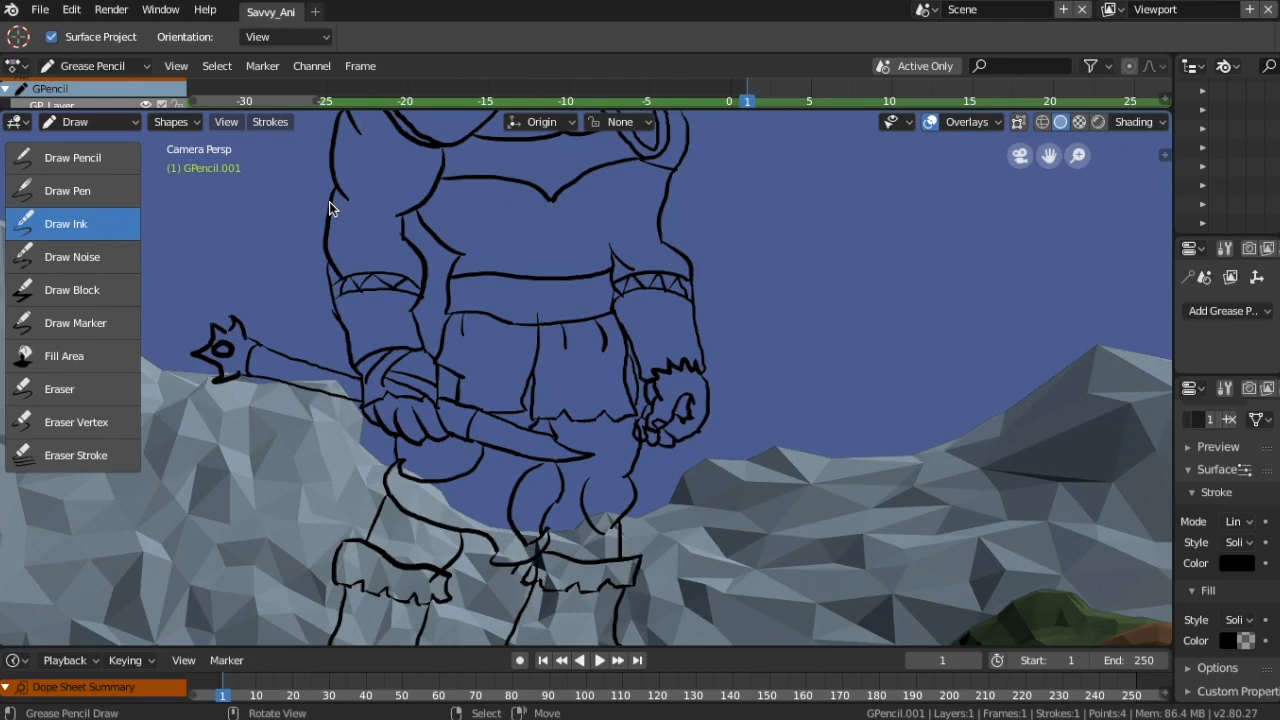 File Edit Render Window Help Savvy_Ani + Scene Viewport
Surface Project Orientation: View
Grease Pencil View Select Marker Channel Frame Active Only
GPencil
GP_Layer -30 -25 -20 -15 -10 -5 0 1 5 10 15 20 25
Draw Shapes View Strokes Origin None Overlays Shading
Camera Persp
(1) GPencil.001
Draw Pencil
Draw Pen
Draw Ink
Draw Noise
Draw Block
Draw Marker
Fill Area
Eraser
Eraser Vertex
Eraser Stroke
Add Grease P..
1
Preview
Surface
Stroke
Mode Lin
Style Soli
Color
Fill
Style Soli
Color
Options
Custom Properti
Playback Keying View Marker 1 Start: 1 End: 250
Dope Sheet Summary 1 10 20 30 40 50 60 70 80 90 100 110 120 130 140 150 160 170 180 190 200 210 220 230 240 250
Grease Pencil Draw Rotate View Select Move GPencil.001 | Layers:1 | Frames:1 | Strokes:1 | Points:4 | Mem: 86.4 MB | v2.80.27